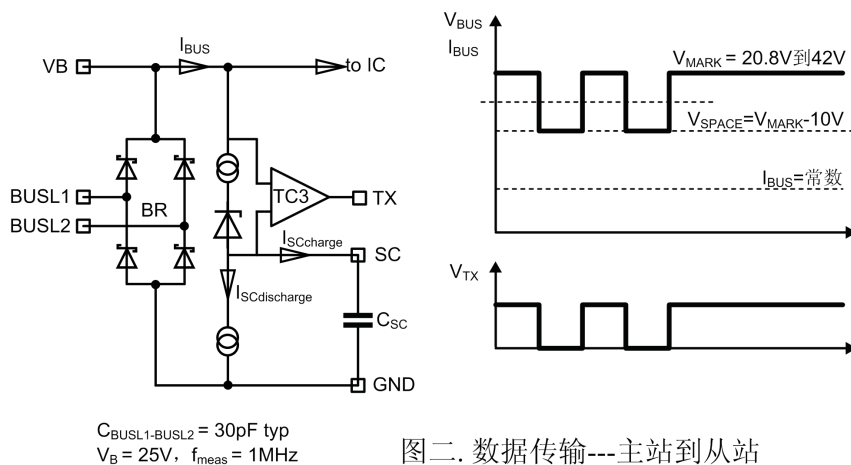 VB
I_BUS
to IC
BUSL1
BUSL2
BR
TC3
TX
I_SCcharge
SC
I_SCdischarge
C_SC
GND
C_BUSL1-BUSL2 = 30pF typ
V_B = 25V, f_meas = 1MHz
V_BUS
I_BUS
V_MARK = 20.8V到42V
V_SPACE=V_MARK-10V
I_BUS=常数
V_TX
图二. 数据传输---主站到从站